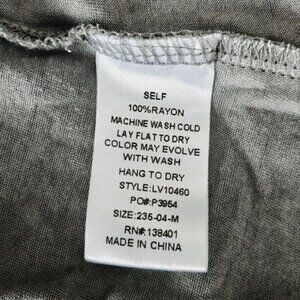 SELF
100%RAYON
MACHINE WASH COLD
LAY FLAT TO DRY
COLOR MAY EVOLVE
WITH WASH
HANG TO DRY
STYLE:LV10460
PO#:P3954
SIZE:235-04-M
RN#:138401
MADE IN CHINA